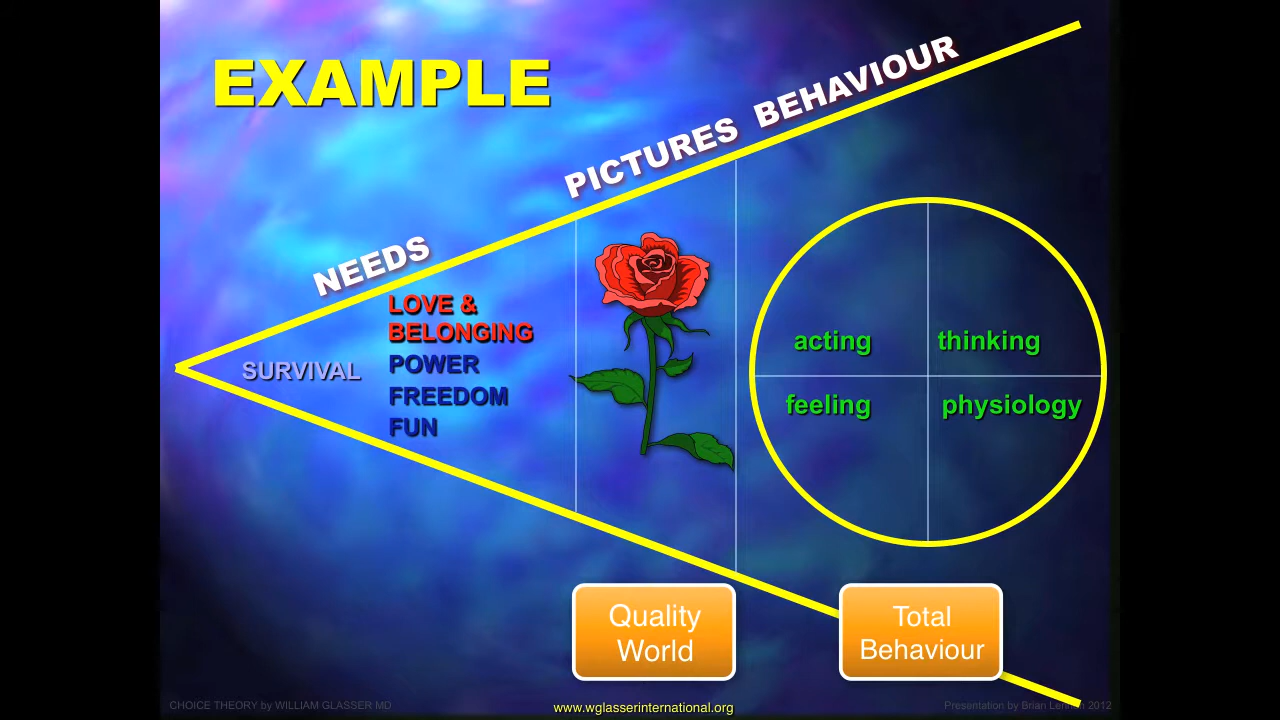 EXAMPLE
NEEDS
PICTURES
BEHAVIOUR
SURVIVAL
LOVE &
BELONGING
POWER
FREEDOM
FUN
acting
thinking
feeling
physiology
Quality
World
Total
Behaviour
CHOICE THEORY by WILLIAM GLASSER MD
www.wglasserinternational.org
Presentation by Brian Lennon 2012